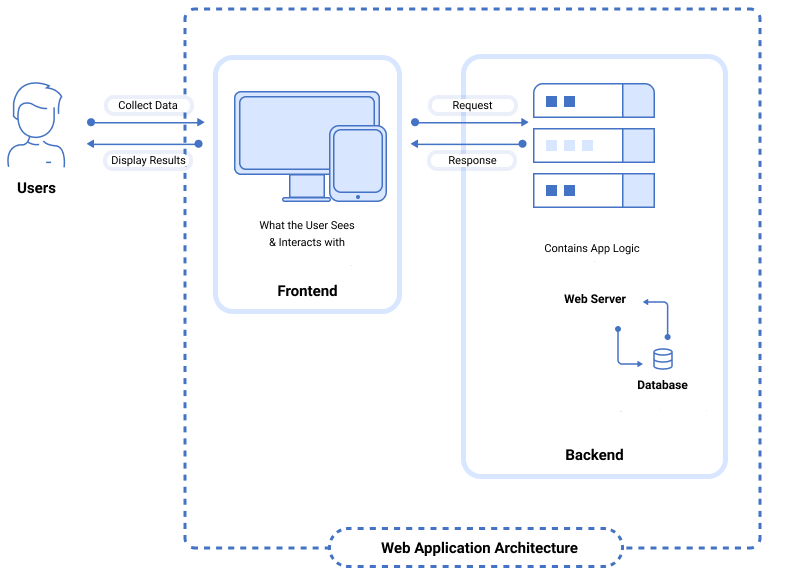 Collect Data
Display Results
Users
What the User Sees
& Interacts with
Frontend
Request
Response
Contains App Logic
Web Server
Database
Backend
Web Application Architecture